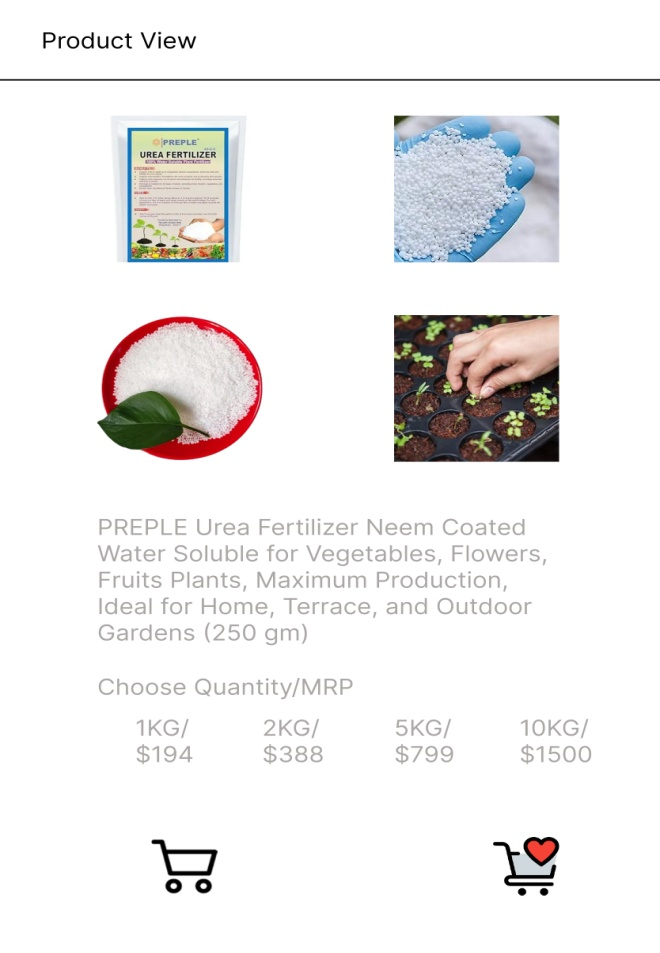 Product View
PREPLE
UREA FERTILIZER
PREPLE Urea Fertilizer Neem Coated
Water Soluble for Vegetables, Flowers,
Fruits Plants, Maximum Production,
Ideal for Home, Terrace, and Outdoor
Gardens (250 gm)
Choose Quantity/MRP
1KG/ 2KG/ 5KG/ 10KG/
$194 $388 $799 $1500